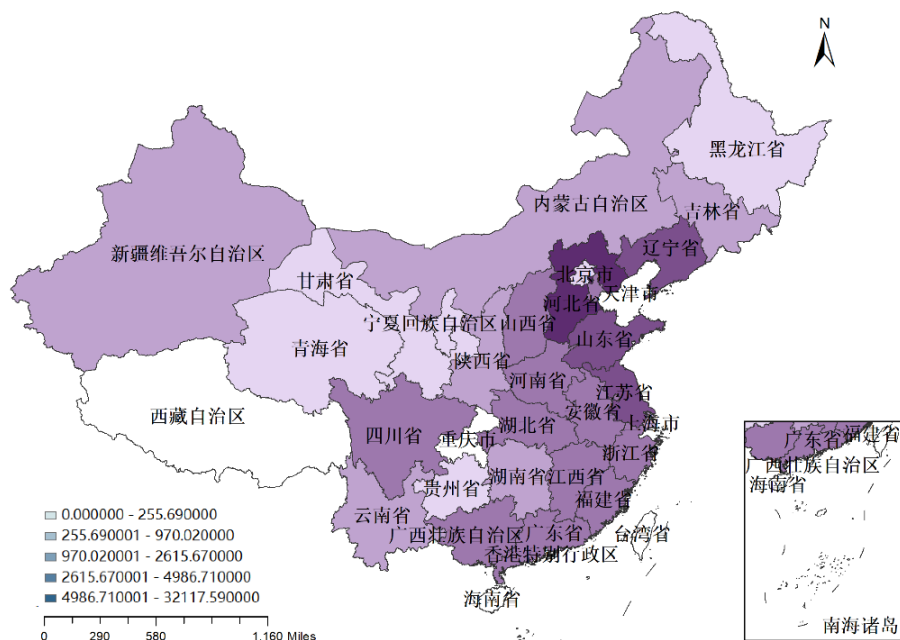 N
黑龙江省
内蒙古自治区
吉林省
新疆维吾尔自治区
辽宁省
北京市
甘肃省
天津市
河北省
宁夏回族自治区
山西省
山东省
青海省
陕西省
河南省
江苏省
西藏自治区
安徽省
上海市
湖北省
四川省
重庆市
浙江省
湖南省
江西省
贵州省
福建省
云南省
广西壮族自治区
广东省
台湾省
香港特别行政区
海南省
广东省
福建省
广西壮族自治区
海南省
南海诸岛
0.000000 - 255.690000
255.690001 - 970.020000
970.020001 - 2615.670000
2615.670001 - 4986.710000
4986.710001 - 32117.590000
0 290 580 1,160 Miles